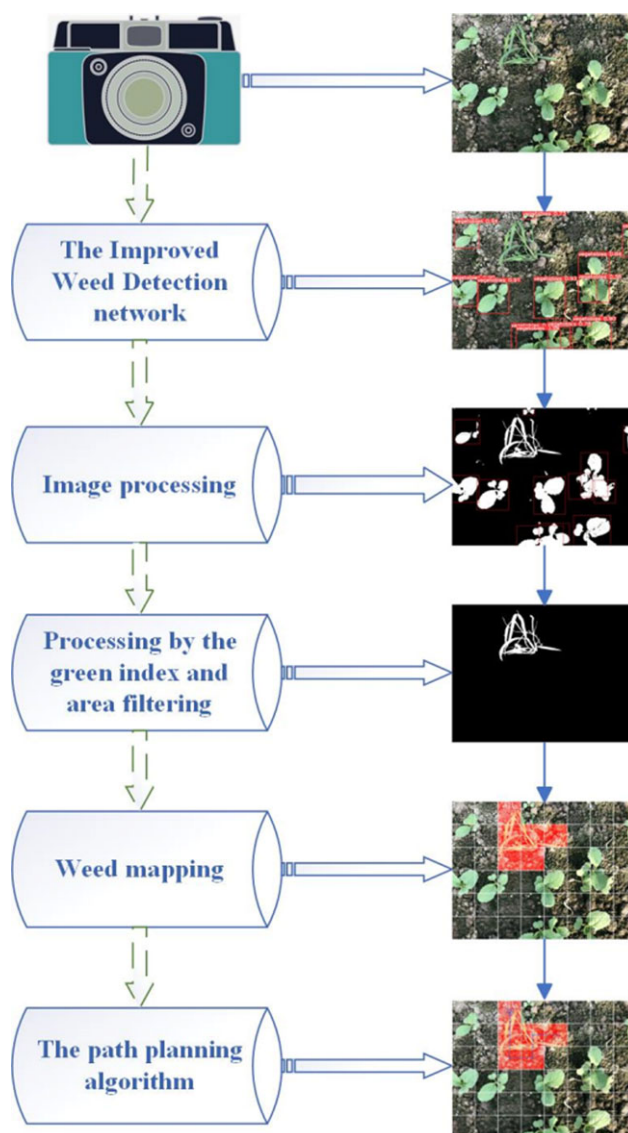 The Improved
Weed Detection
network
Image processing
Processing by the
green index and
area filtering
Weed mapping
The path planning
algorithm